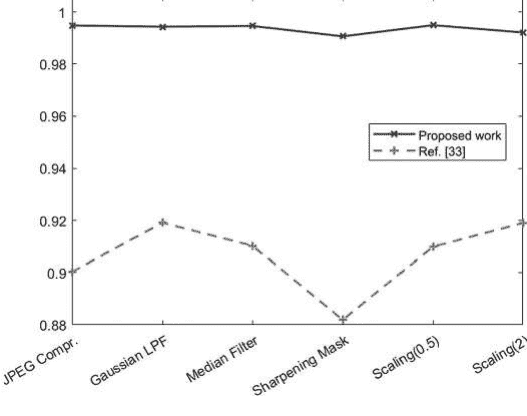 1
0.98
0.96
0.94
0.92
0.9
0.88
Proposed work
Ref. [33]
JPEG Compr.
Gaussian LPF
Median Filter
Sharpening Mask
Scaling(0.5)
Scaling(2)